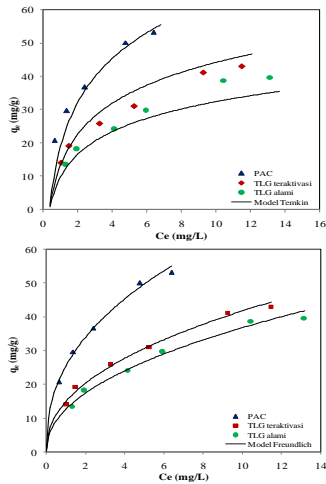 60
50
40
30
20
10
0
qe (mg/g)
PAC
TLG teraktivasi
TLG alami
Model Temkin
0 2 4 6 8 10 12 14 16
Ce (mg/L)
60
50
40
30
20
10
0
qe (mg/g)
PAC
TLG teraktivasi
TLG alami
Model Freundlich
0 2 4 6 8 10 12 14
Ce (mg/L)